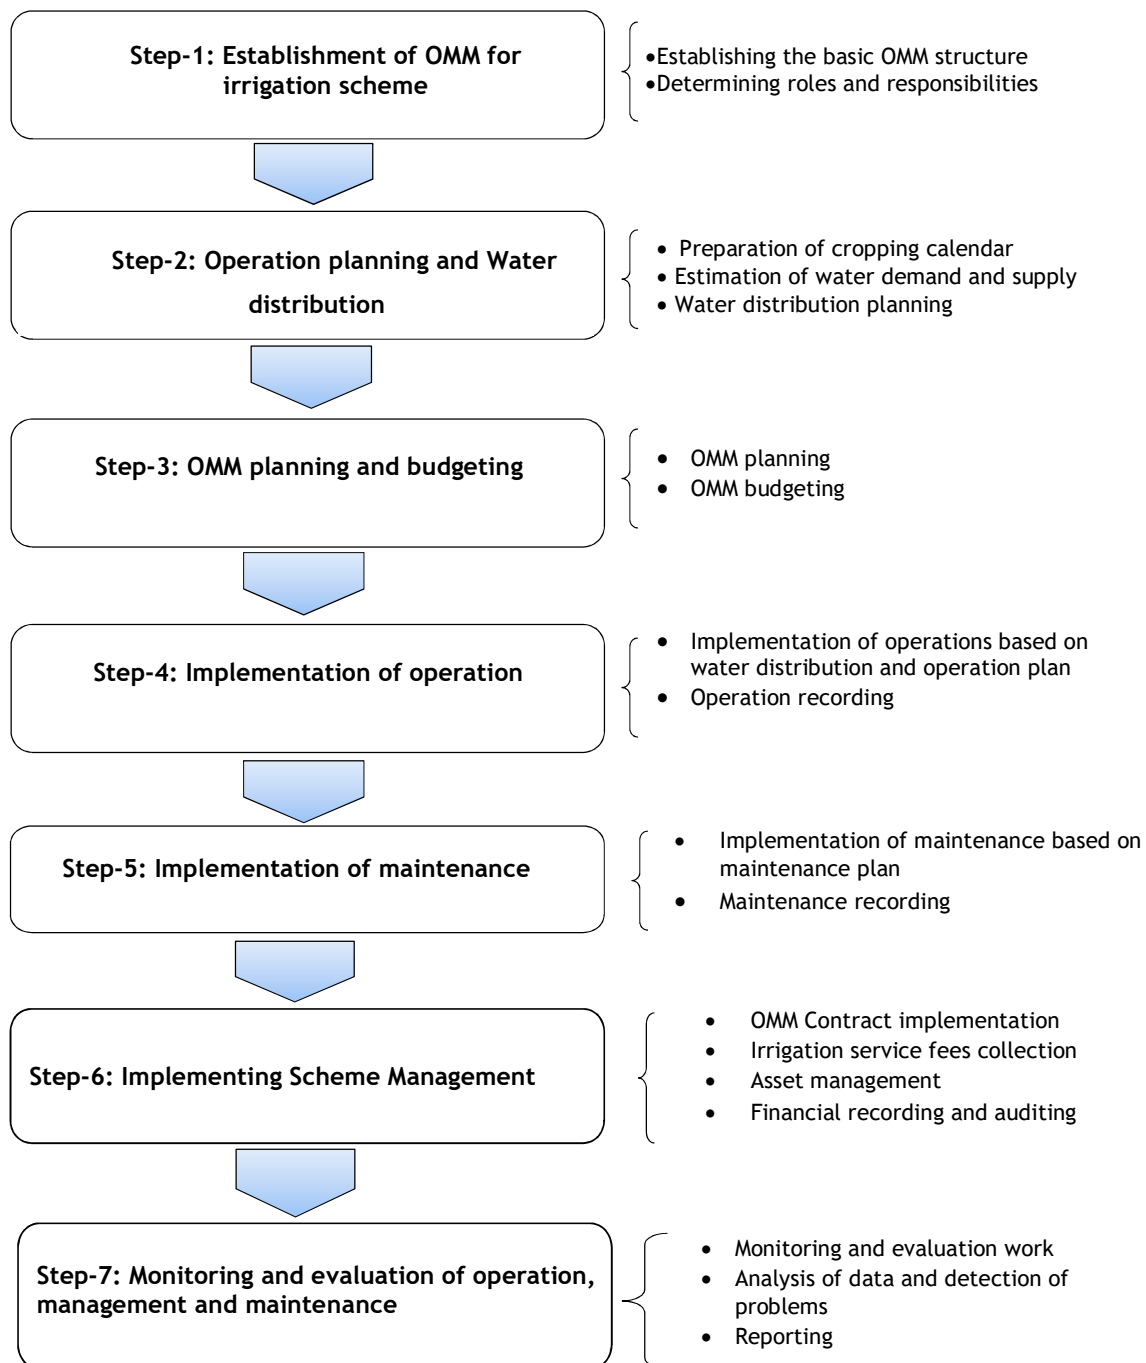 Step-1: Establishment of OMM for
irrigation scheme
•Establishing the basic OMM structure
•Determining roles and responsibilities
Step-2: Operation planning and Water
distribution
• Preparation of cropping calendar
• Estimation of water demand and supply
• Water distribution planning
Step-3: OMM planning and budgeting
• OMM planning
• OMM budgeting
Step-4: Implementation of operation
• Implementation of operations based on
water distribution and operation plan
• Operation recording
Step-5: Implementation of maintenance
• Implementation of maintenance based on
maintenance plan
• Maintenance recording
Step-6: Implementing Scheme Management
• OMM Contract implementation
• Irrigation service fees collection
• Asset management
• Financial recording and auditing
Step-7: Monitoring and evaluation of operation,
management and maintenance
• Monitoring and evaluation work
• Analysis of data and detection of
problems
• Reporting